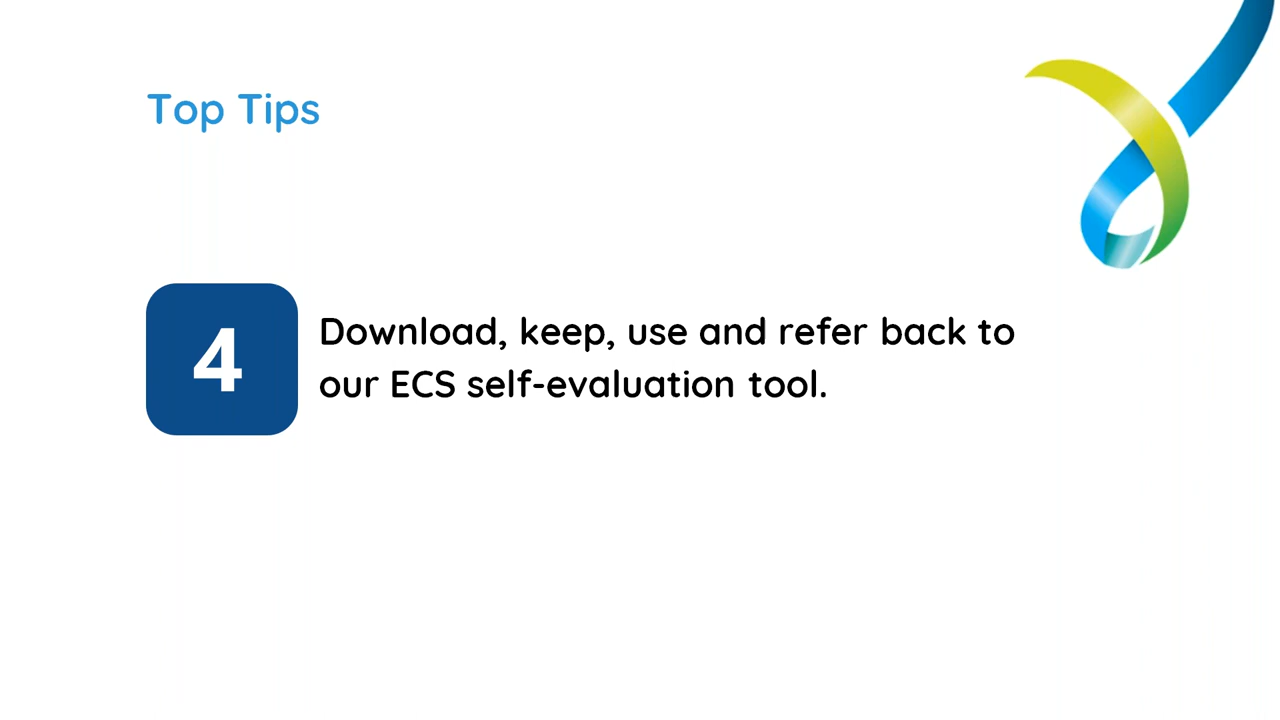 Top Tips
4
Download, keep, use and refer back to
our ECS self-evaluation tool.